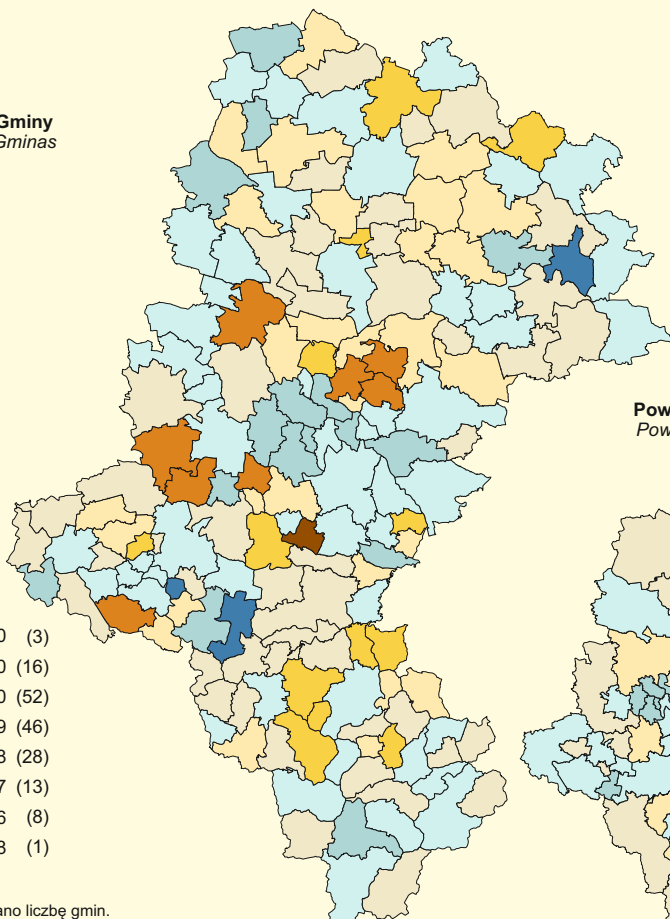 Gminy
Gminas
Pow
Pow
0 (3)
0 (16)
0 (52)
9 (46)
3 (28)
7 (13)
6 (8)
3 (1)
ano liczbę gmin.